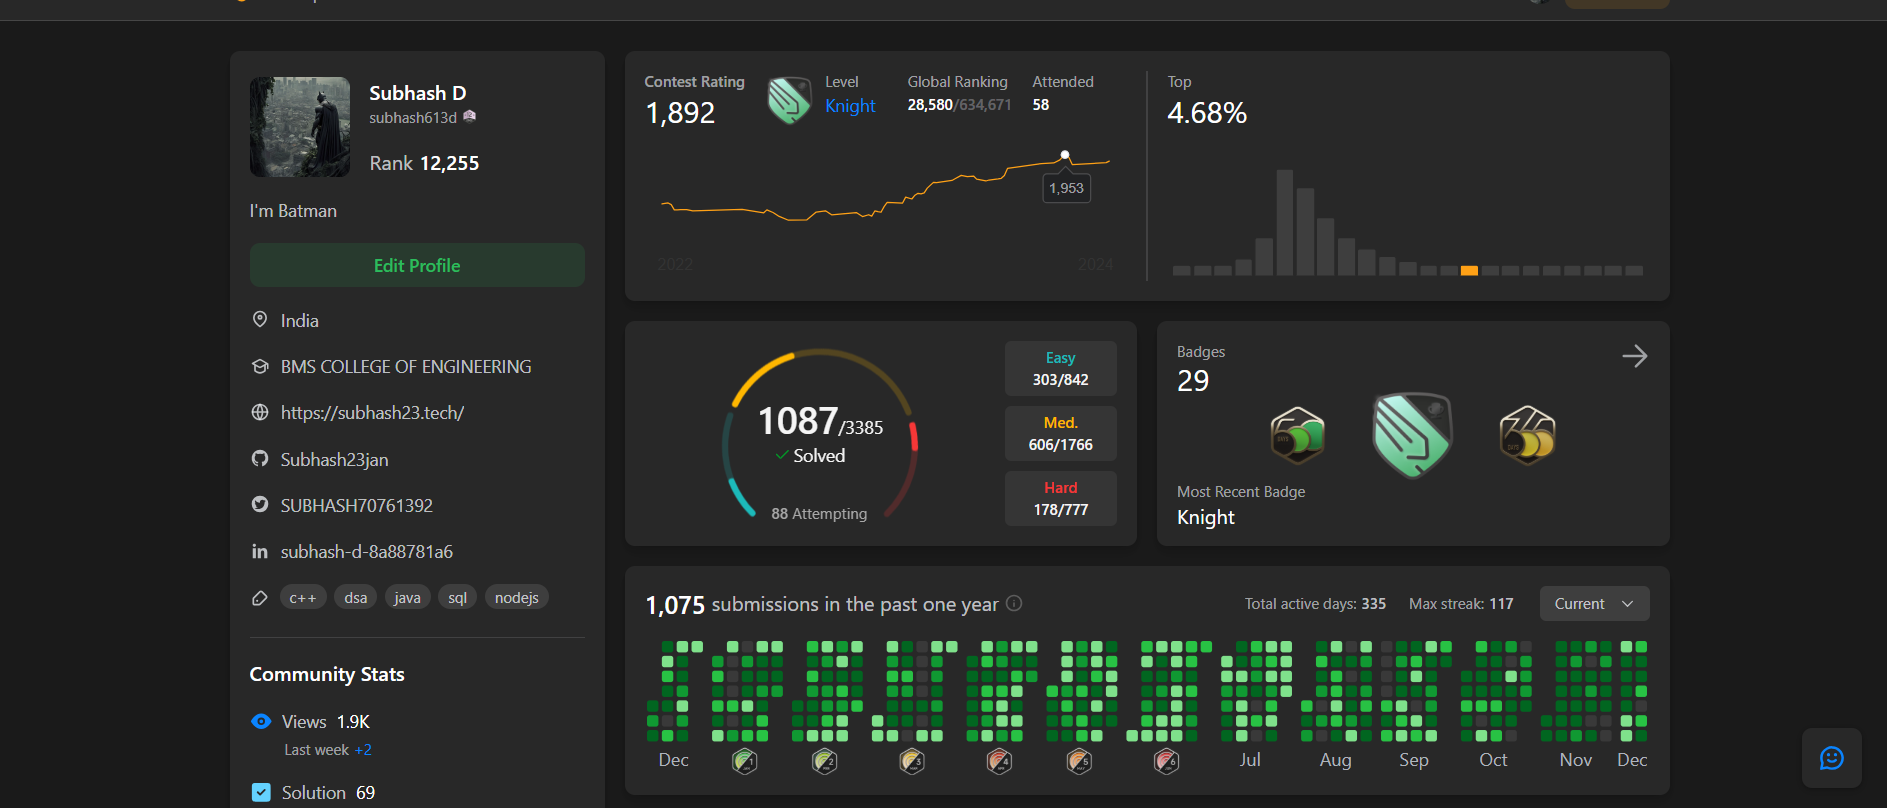 Subhash D
subhash613d
Rank 12,255
I'm Batman
Edit Profile
India
BMS COLLEGE OF ENGINEERING
https://subhash23.tech/
Subhash23jan
SUBHASH70761392
subhash-d-8a88781a6
c++ dsa java sql nodejs
Community Stats
Views 1.9K
Last week +2
Solution 69
Contest Rating
1,892
Level
Knight
Global Ranking
28,580/634,671
Attended
58
1,953
2022 2024
Top
4.68%
1087/3385
Solved
88 Attempting
Easy
303/842
Med.
606/1766
Hard
178/777
Badges
29
Most Recent Badge
Knight
1,075 submissions in the past one year
Total active days: 335 Max streak: 117 Current
Dec Jul Aug Sep Oct Nov Dec